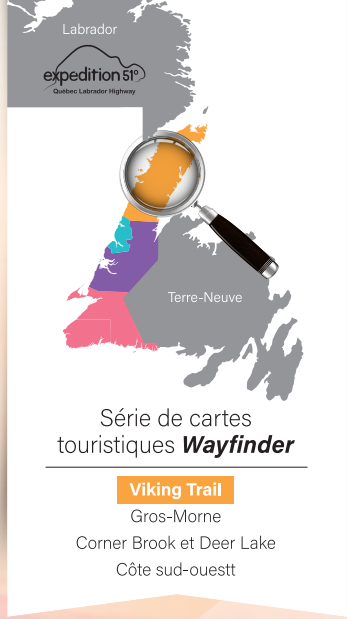 Labrador
expedition 51º
Québec Labrador Highway
Terre-Neuve
Série de cartes
touristiques Wayfinder
Viking Trail
Gros-Morne
Corner Brook et Deer Lake
Côte sud-ouestt